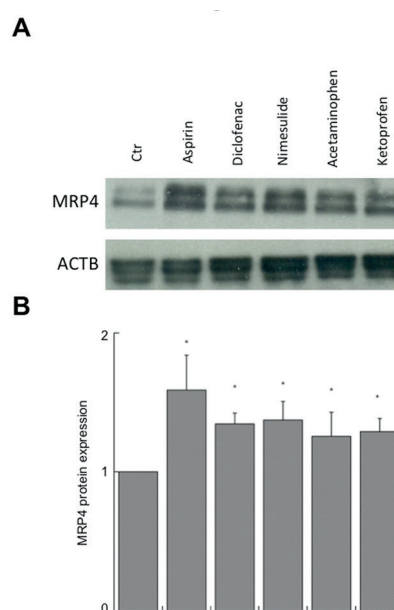 A
Ctr
Aspirin
Diclofenac
Nimesulide
Acetaminophen
Ketoprofen
MRP4
ACTB
B
MRP4 protein expression
2
1
0
*
*
*
*
*